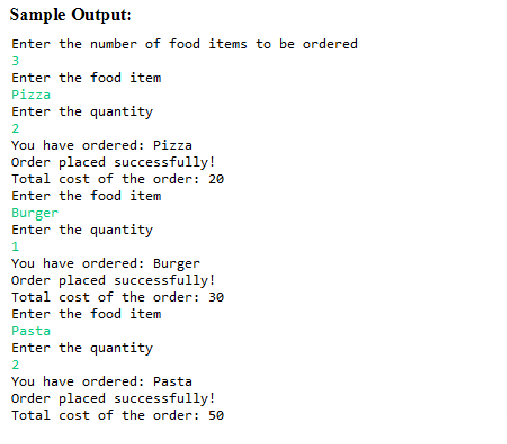 Sample Output:
Enter the number of food items to be ordered
3
Enter the food item
Pizza
Enter the quantity
2
You have ordered: Pizza
Order placed successfully!
Total cost of the order: 20
Enter the food item
Burger
Enter the quantity
1
You have ordered: Burger
Order placed successfully!
Total cost of the order: 30
Enter the food item
Pasta
Enter the quantity
2
You have ordered: Pasta
Order placed successfully!
Total cost of the order: 50